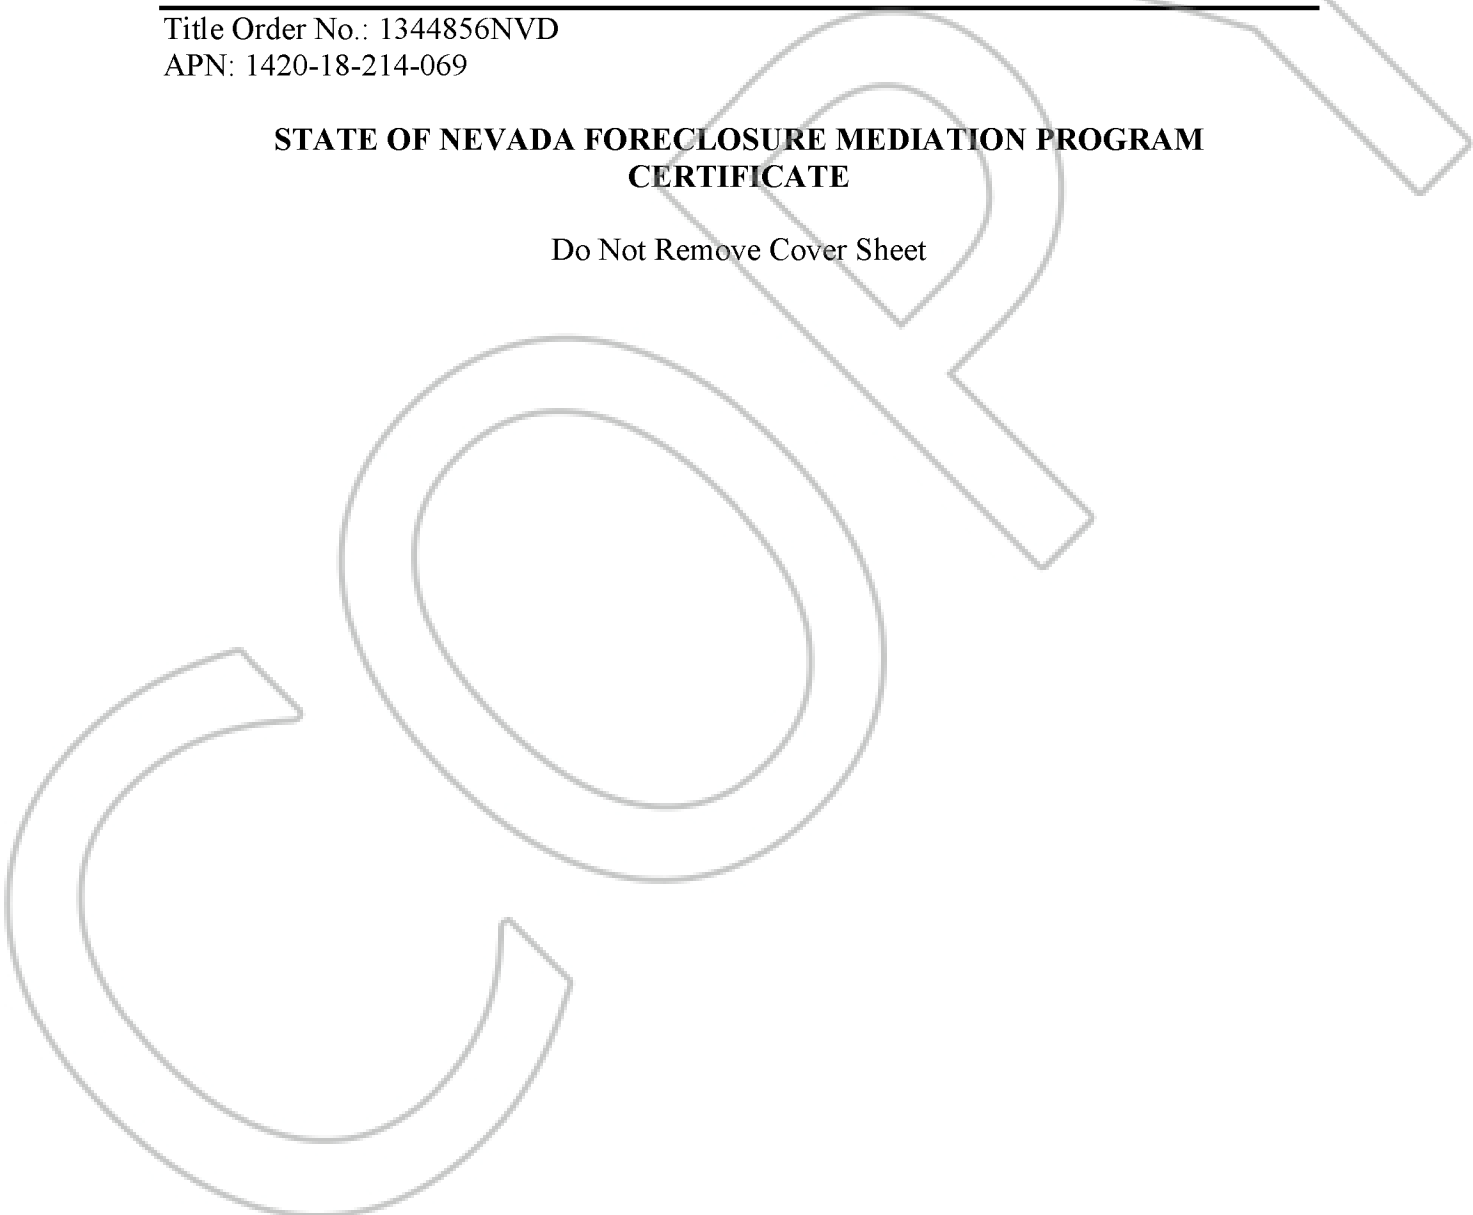 Title Order No.: 1344856NVD
APN: 1420-18-214-069
STATE OF NEVADA FORECLOSURE MEDIATION PROGRAM
CERTIFICATE
Do Not Remove Cover Sheet
COPY